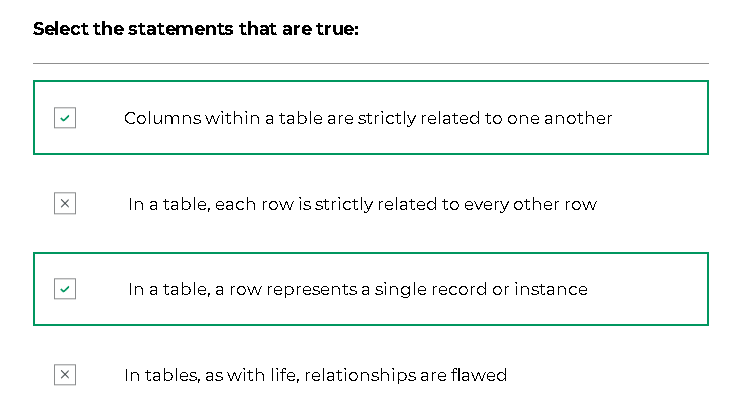 Select the statements that are true:
Columns within a table are strictly related to one another
In a table, each row is strictly related to every other row
In a table, a row represents a single record or instance
In tables, as with life, relationships are flawed